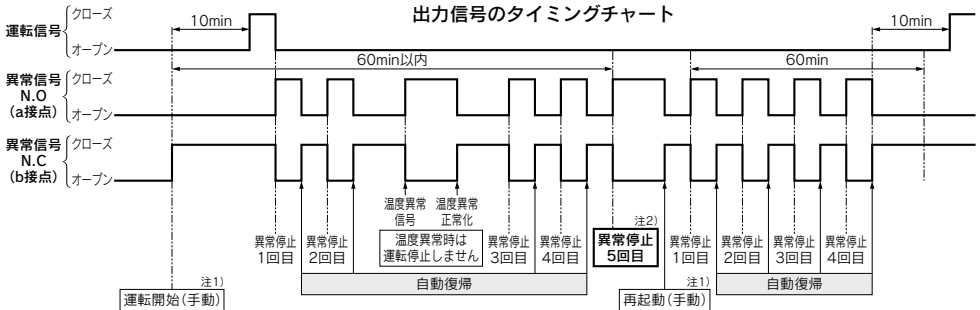 出力信号のタイミングチャート
運転信号
クローズ
オープン
10min
10min
60min以内
60min
異常信号
N.O
(a接点)
クローズ
オープン
異常信号
N.C
(b接点)
クローズ
オープン
温度異常
信号
温度異常
正常化
温度異常時は
運転停止しません
異常停止
1回目
異常停止
2回目
異常停止
3回目
異常停止
4回目
注2)
異常停止
5回目
異常停止
1回目
異常停止
2回目
異常停止
3回目
異常停止
4回目
自動復帰
自動復帰
注1)
運転開始(手動)
注1)
再起動(手動)